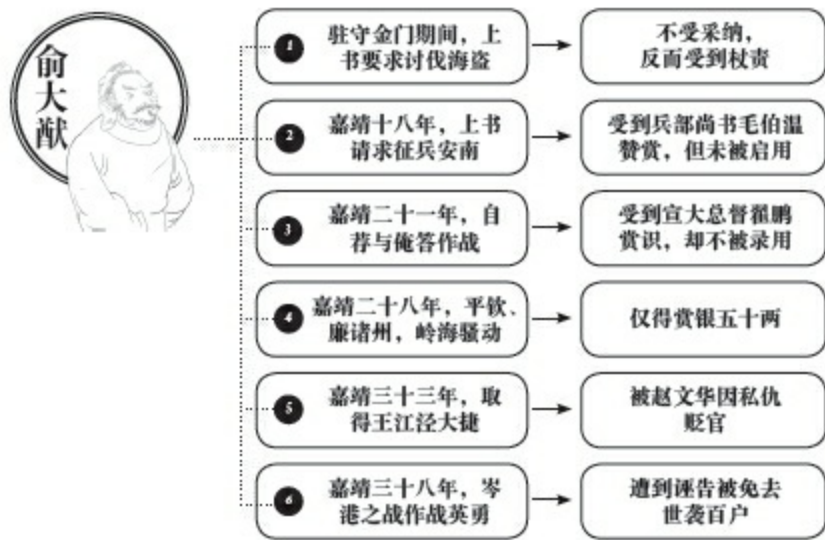 俞大猷
1
驻守金门期间，上
书要求讨伐海盗
不受采纳，
反而受到杖责
2
嘉靖十八年，上书
请求征兵安南
受到兵部尚书毛伯温
赞赏，但未被启用
3
嘉靖二十一年，自
荐与俺答作战
受到宣大总督翟鹏
赏识，却不被录用
4
嘉靖二十八年，平钦、
廉诸州，岭海骚动
仅得赏银五十两
5
嘉靖三十三年，取
得王江泾大捷
被赵文华因私仇
贬官
6
嘉靖三十八年，岑
港之战作战英勇
遭到诬告被免去
世袭百户